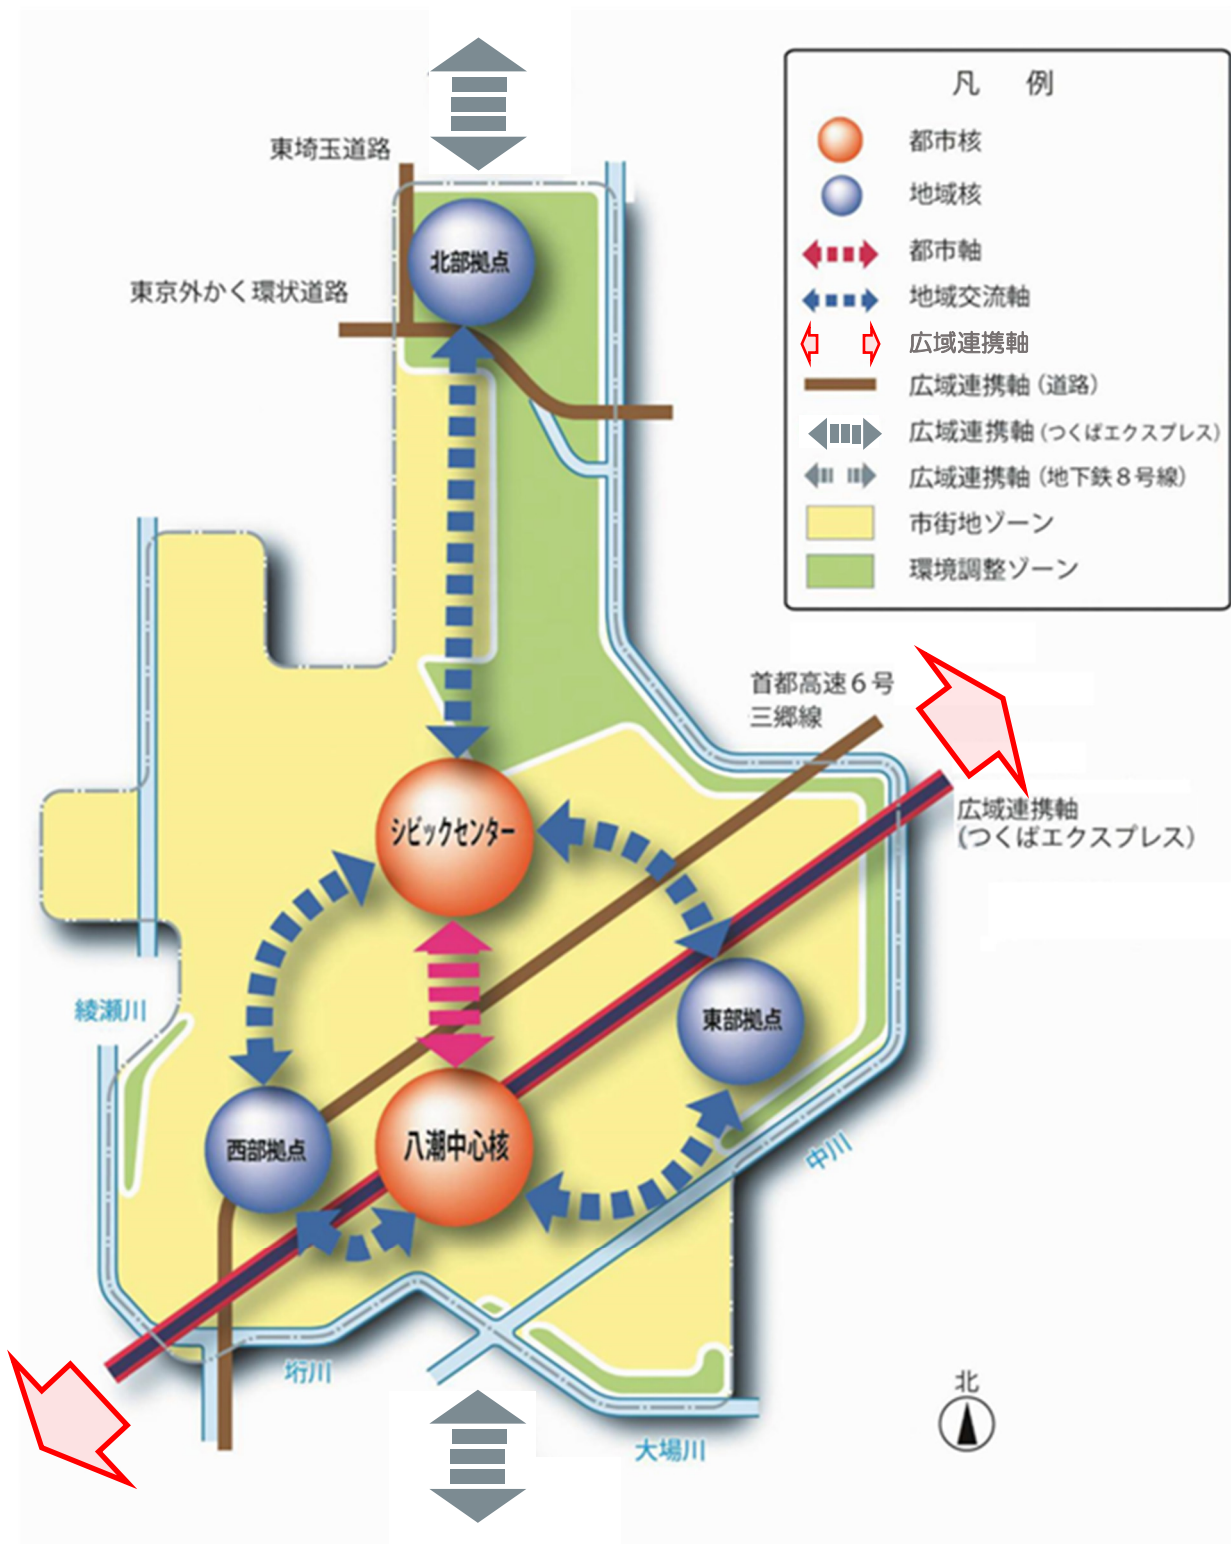 凡　例
都市核
地域核
都市軸
地域交流軸
広域連携軸
広域連携軸（道路）
広域連携軸（つくばエクスプレス）
広域連携軸（地下鉄８号線）
市街地ゾーン
環境調整ゾーン
東埼玉道路
北部拠点
東京外かく環状道路
首都高速６号
三郷線
広域連携軸
（つくばエクスプレス）
シビックセンター
綾瀬川
東部拠点
西部拠点
八潮中心核
中川
垳川
大場川
北